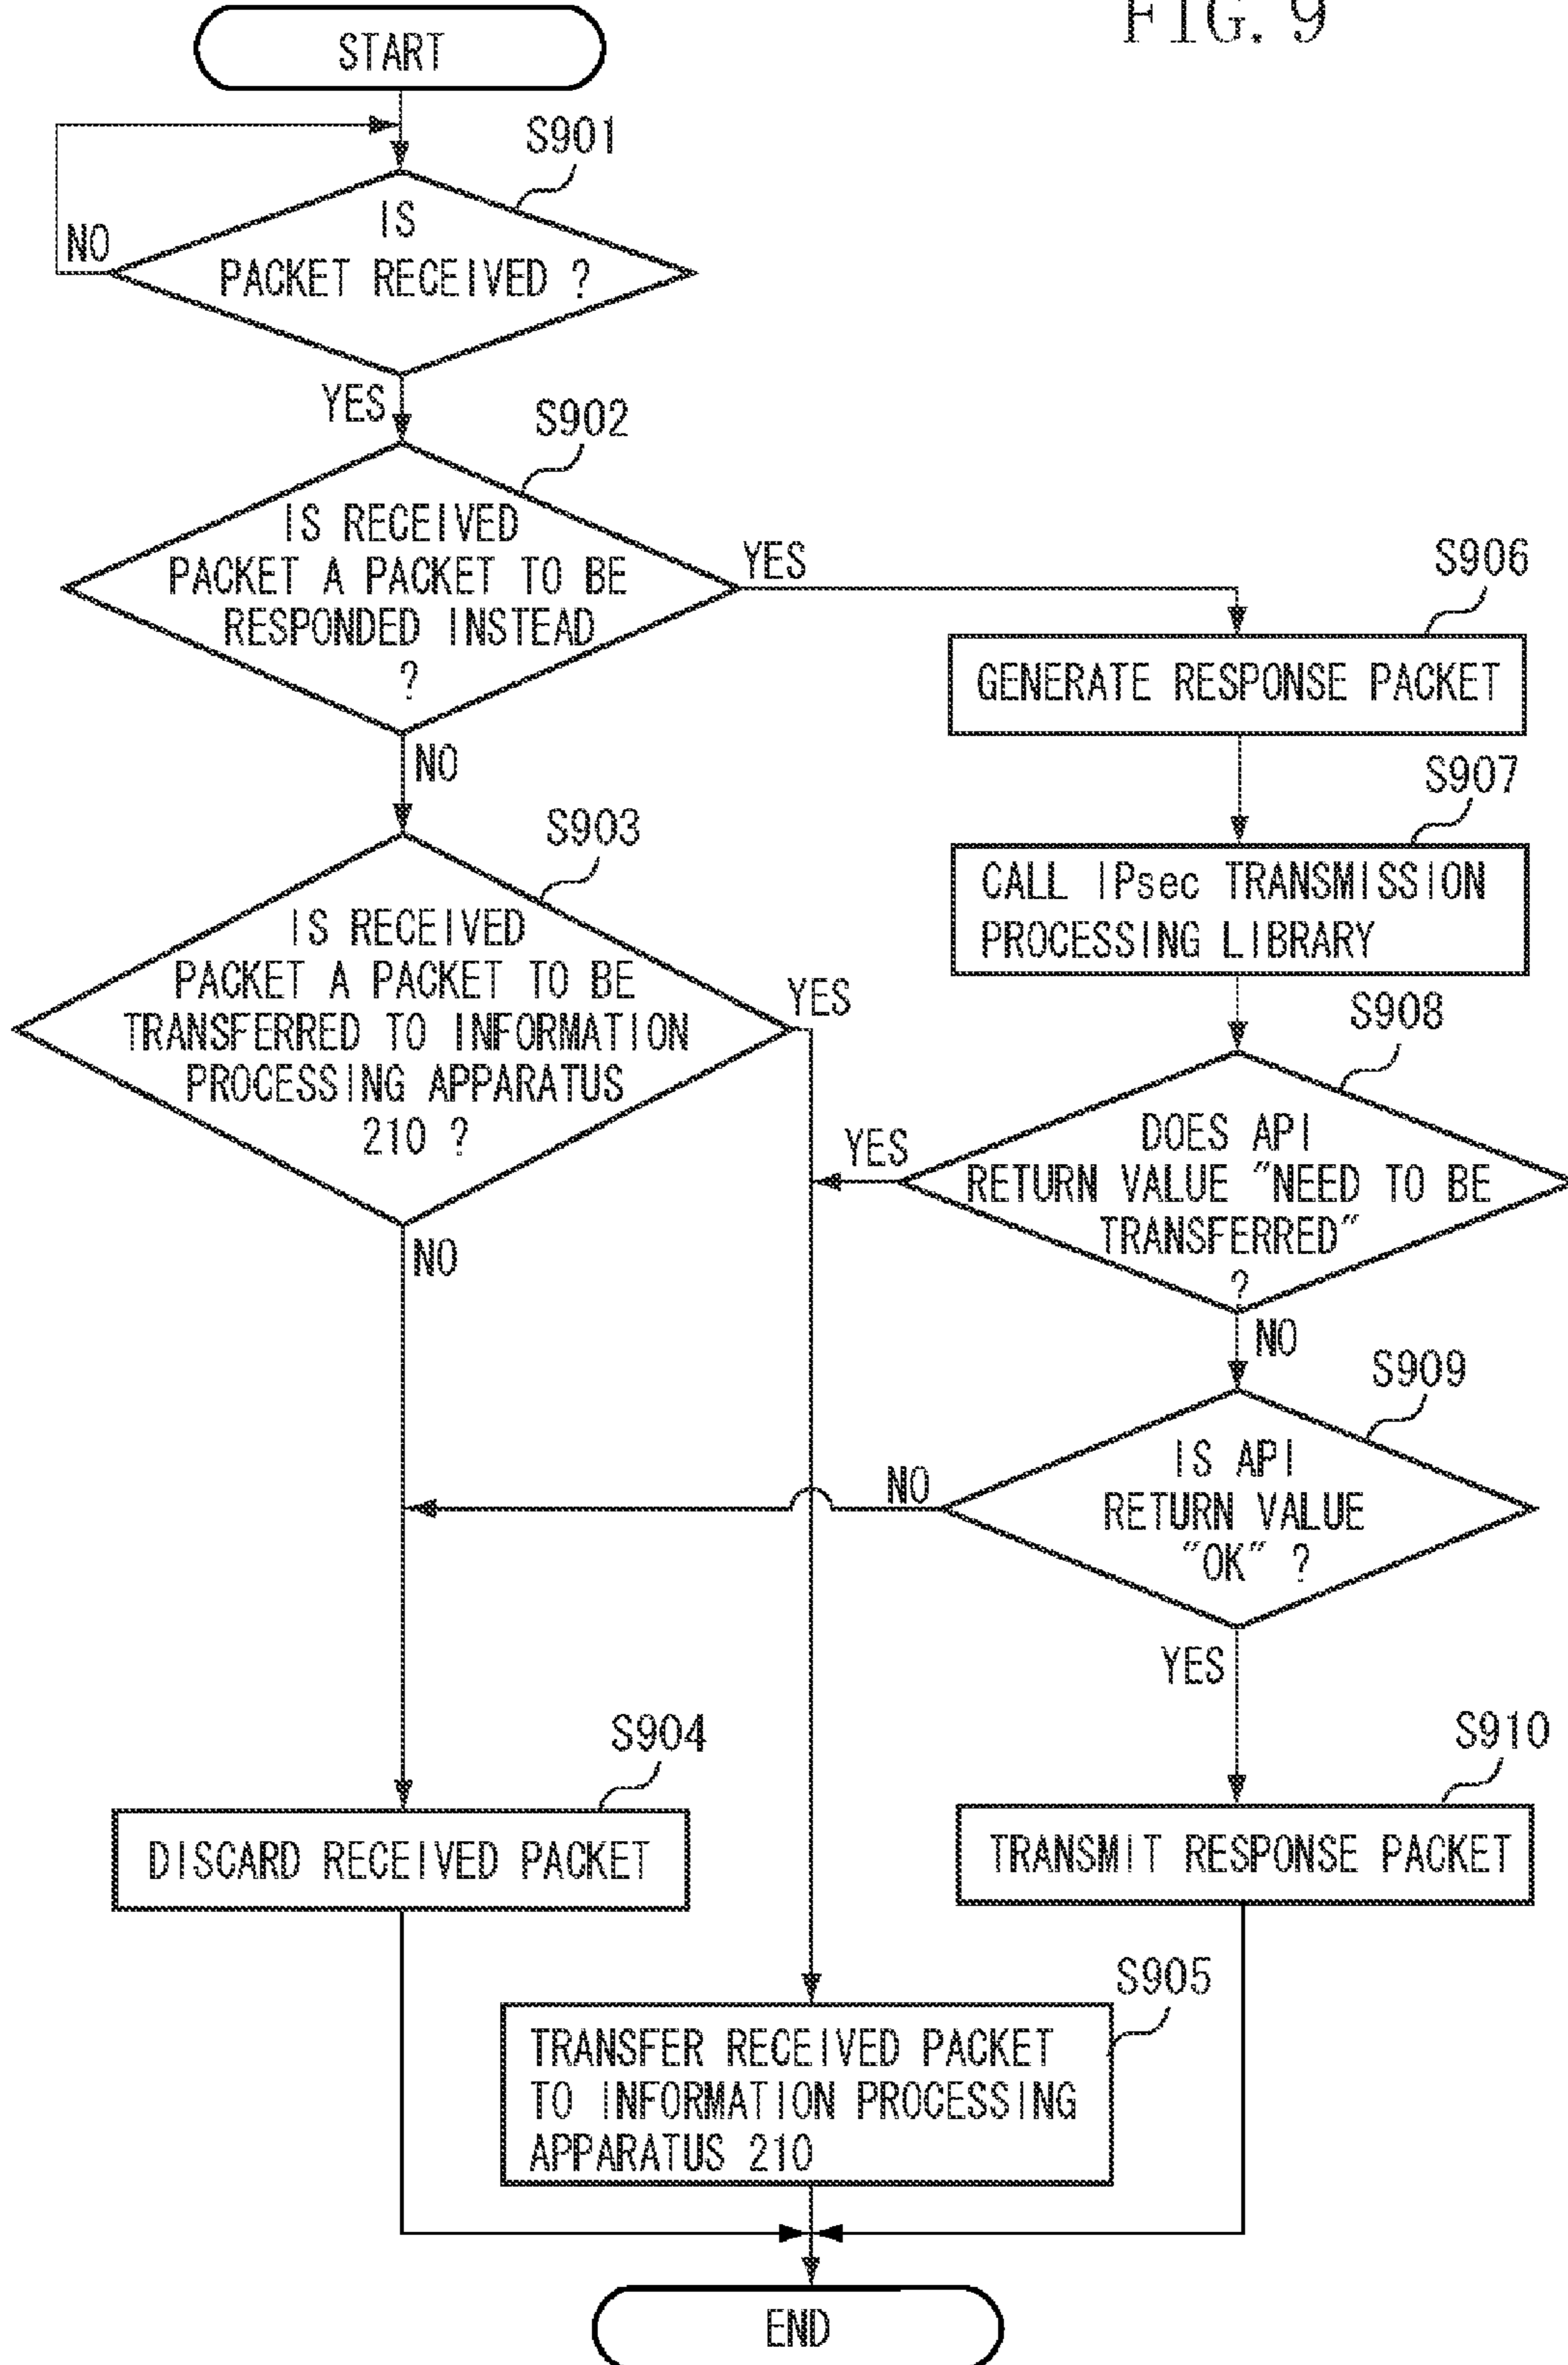 FIG. 9
START
S901
IS
PACKET RECEIVED ?
NO
YES
S902
IS RECEIVED
PACKET A PACKET TO BE
RESPONDED INSTEAD
?
YES
NO
S906
GENERATE RESPONSE PACKET
S907
CALL IPsec TRANSMISSION
PROCESSING LIBRARY
S903
IS RECEIVED
PACKET A PACKET TO BE
TRANSFERRED TO INFORMATION
PROCESSING APPARATUS
210 ?
YES
NO
S908
DOES API
RETURN VALUE "NEED TO BE
TRANSFERRED"
?
YES
NO
S909
IS API
RETURN VALUE
"OK" ?
NO
YES
S904
DISCARD RECEIVED PACKET
S910
TRANSMIT RESPONSE PACKET
S905
TRANSFER RECEIVED PACKET
TO INFORMATION PROCESSING
APPARATUS 210
END